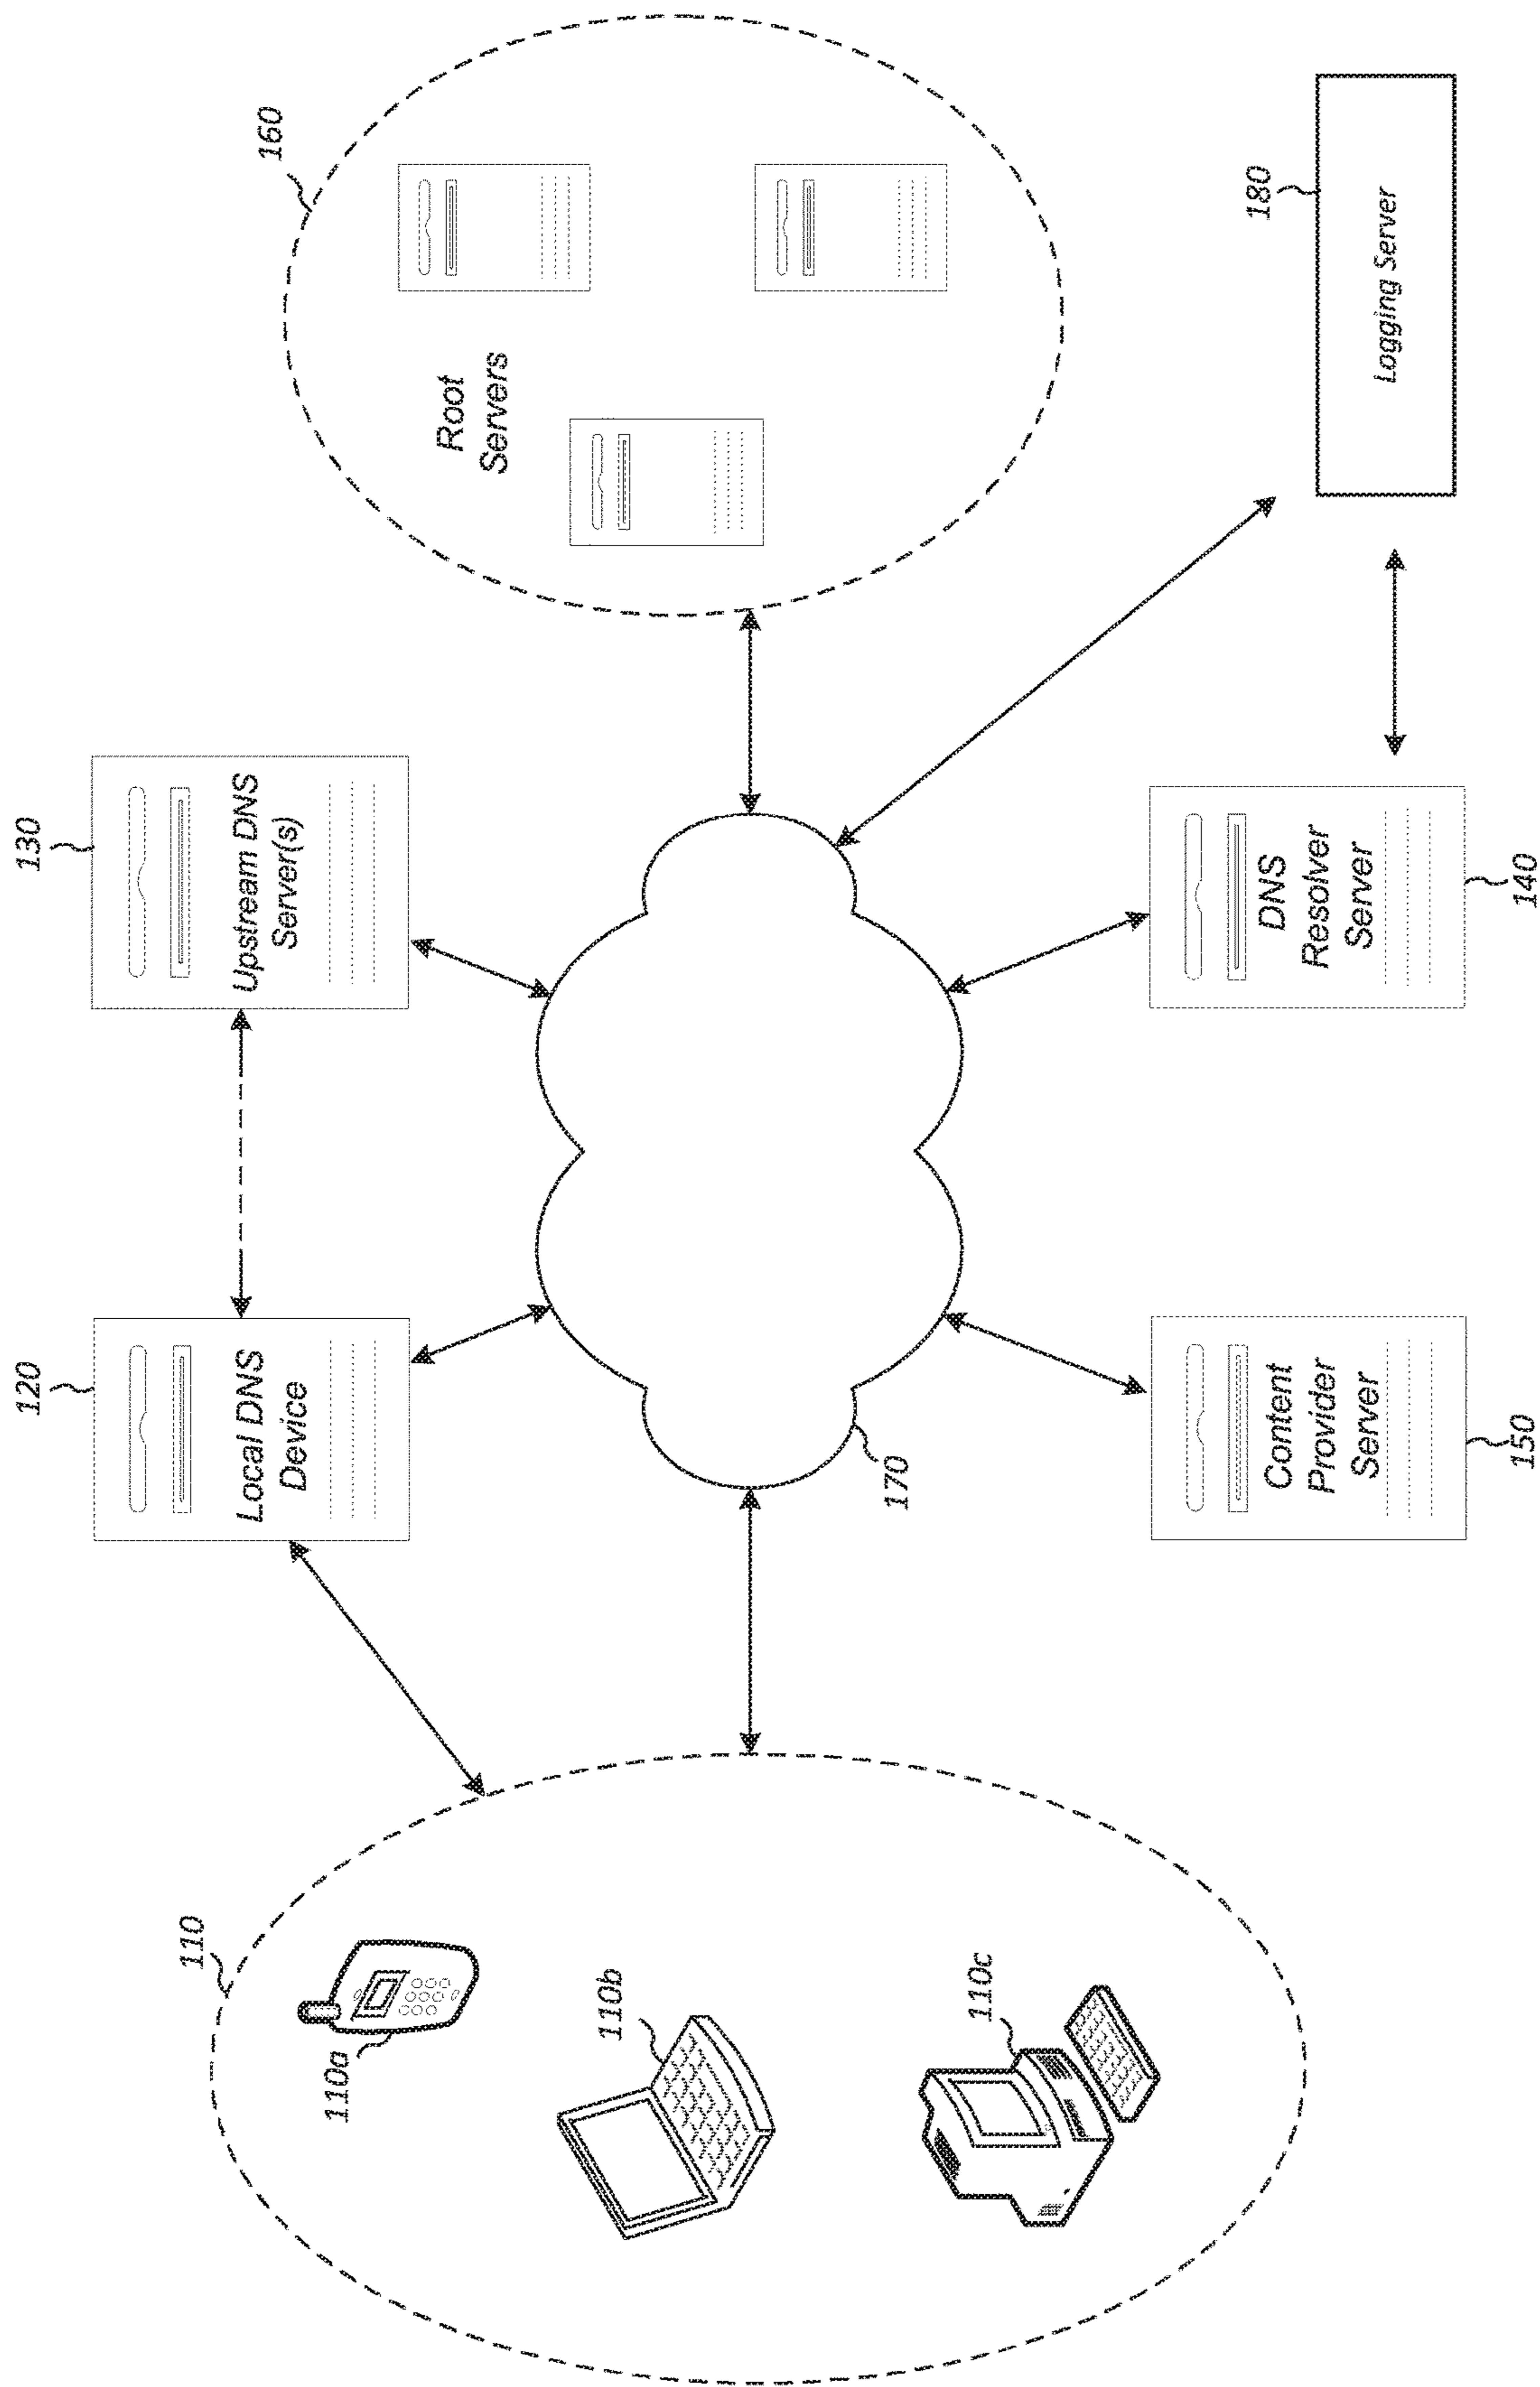 120
Local DNS
Device
130
Upstream DNS
Server(s)
160
Root
Servers
110
110a
110b
110c
170
150
Content
Provider
Server
140
DNS
Resolver
Server
180
Logging Server